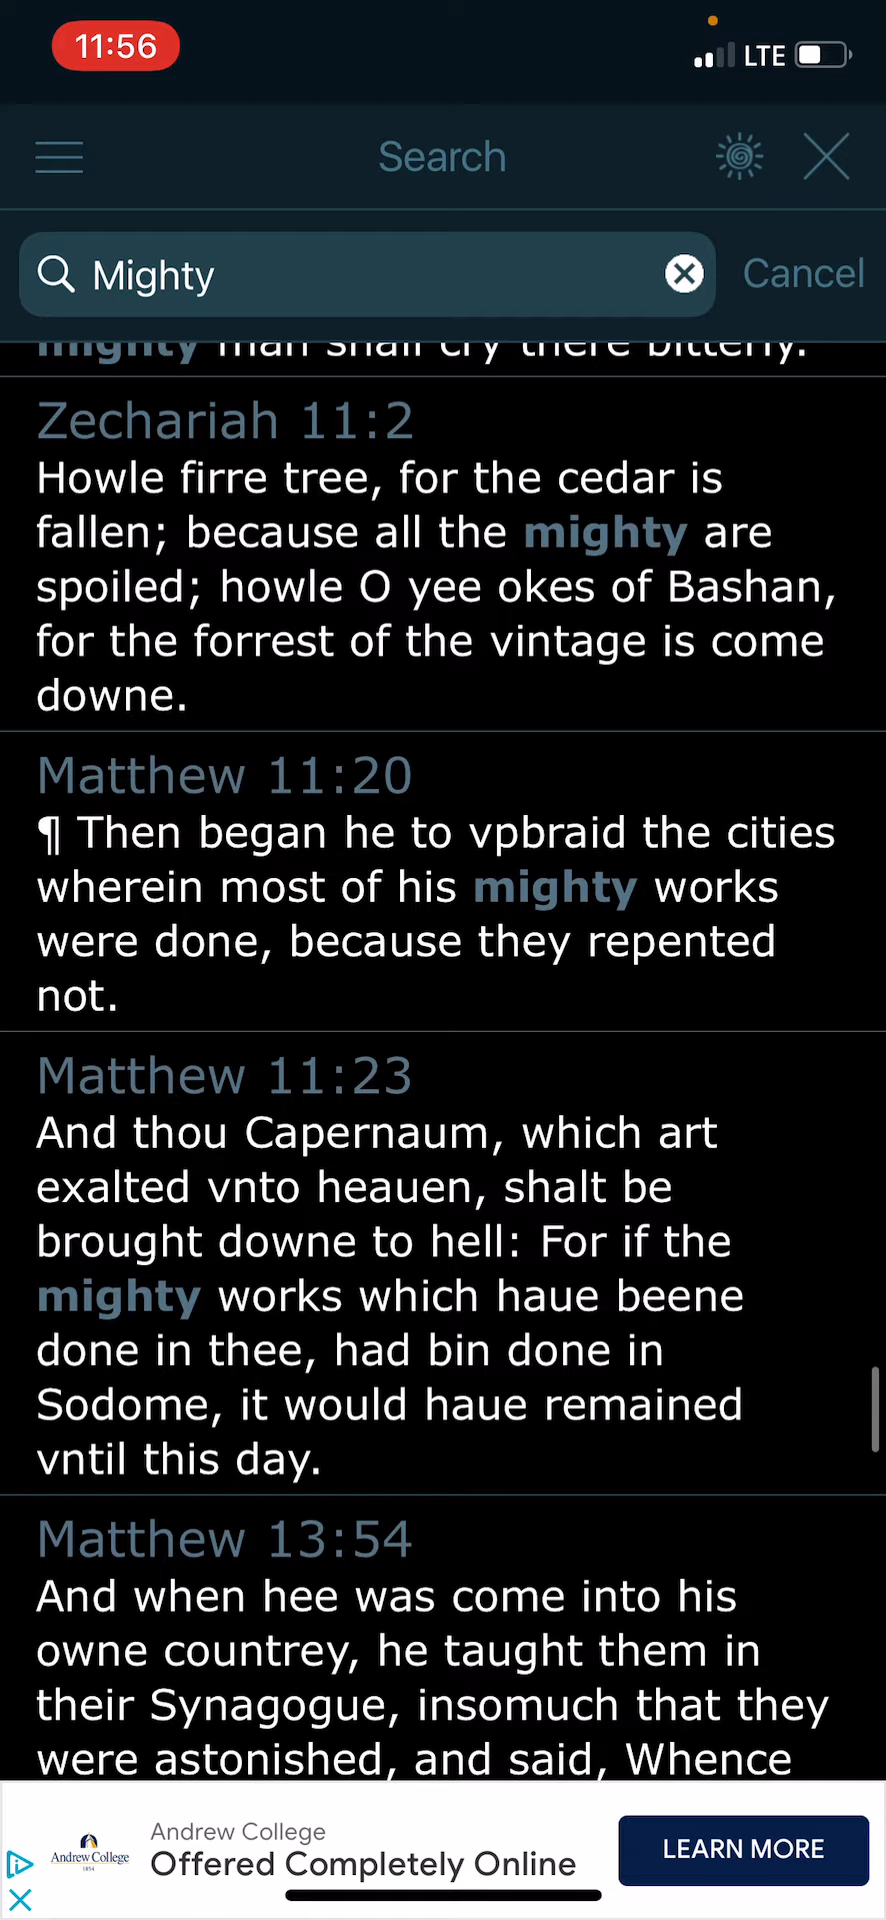 11:56
LTE
Search
Mighty
Cancel
mighty man shall cry there bitterly.
Zechariah 11:2
Howle firre tree, for the cedar is
fallen; because all the mighty are
spoiled; howle O yee okes of Bashan,
for the forrest of the vintage is come
downe.
Matthew 11:20
¶ Then began he to vpbraid the cities
wherein most of his mighty works
were done, because they repented
not.
Matthew 11:23
And thou Capernaum, which art
exalted vnto heauen, shalt be
brought downe to hell: For if the
mighty works which haue beene
done in thee, had bin done in
Sodome, it would haue remained
vntil this day.
Matthew 13:54
And when hee was come into his
owne countrey, he taught them in
their Synagogue, insomuch that they
were astonished, and said, Whence
Andrew College
Andrew College
1854
Offered Completely Online
LEARN MORE